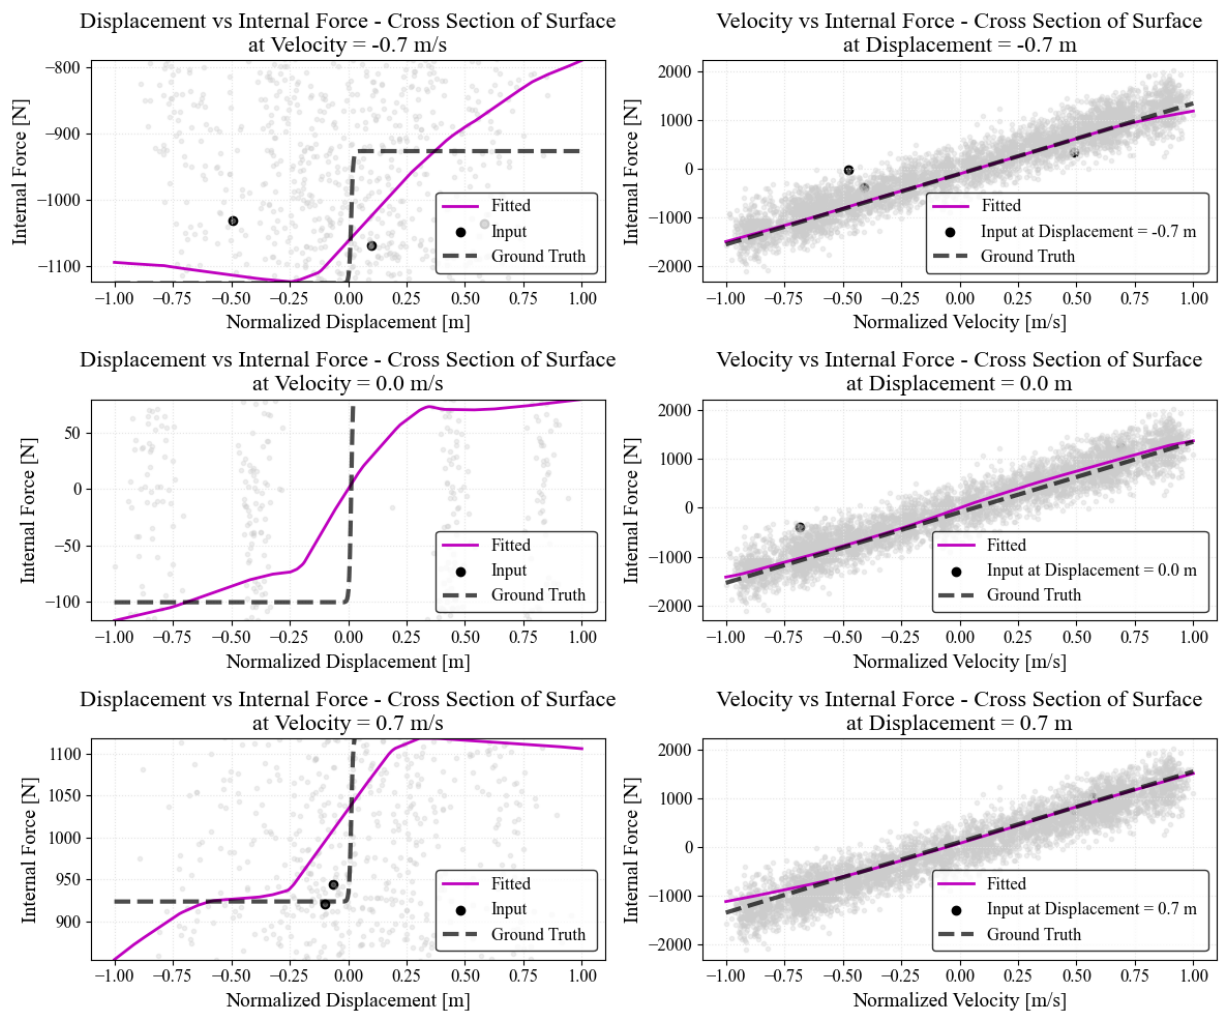 Displacement vs Internal Force - Cross Section of Surface
at Velocity = -0.7 m/s
Internal Force [N]
−800
−900
−1000
−1100
Fitted
Input
Ground Truth
−1.00 −0.75 −0.50 −0.25 0.00 0.25 0.50 0.75 1.00
Normalized Displacement [m]
Velocity vs Internal Force - Cross Section of Surface
at Displacement = -0.7 m
Internal Force [N]
2000
1000
0
−1000
−2000
Fitted
Input at Displacement = -0.7 m
Ground Truth
−1.00 −0.75 −0.50 −0.25 0.00 0.25 0.50 0.75 1.00
Normalized Velocity [m/s]
Displacement vs Internal Force - Cross Section of Surface
at Velocity = 0.0 m/s
Internal Force [N]
50
0
−50
−100
Fitted
Input
Ground Truth
−1.00 −0.75 −0.50 −0.25 0.00 0.25 0.50 0.75 1.00
Normalized Displacement [m]
Velocity vs Internal Force - Cross Section of Surface
at Displacement = 0.0 m
Internal Force [N]
2000
1000
0
−1000
−2000
Fitted
Input at Displacement = 0.0 m
Ground Truth
−1.00 −0.75 −0.50 −0.25 0.00 0.25 0.50 0.75 1.00
Normalized Velocity [m/s]
Displacement vs Internal Force - Cross Section of Surface
at Velocity = 0.7 m/s
Internal Force [N]
1100
1050
1000
950
900
Fitted
Input
Ground Truth
−1.00 −0.75 −0.50 −0.25 0.00 0.25 0.50 0.75 1.00
Normalized Displacement [m]
Velocity vs Internal Force - Cross Section of Surface
at Displacement = 0.7 m
Internal Force [N]
2000
1000
0
−1000
−2000
Fitted
Input at Displacement = 0.7 m
Ground Truth
−1.00 −0.75 −0.50 −0.25 0.00 0.25 0.50 0.75 1.00
Normalized Velocity [m/s]